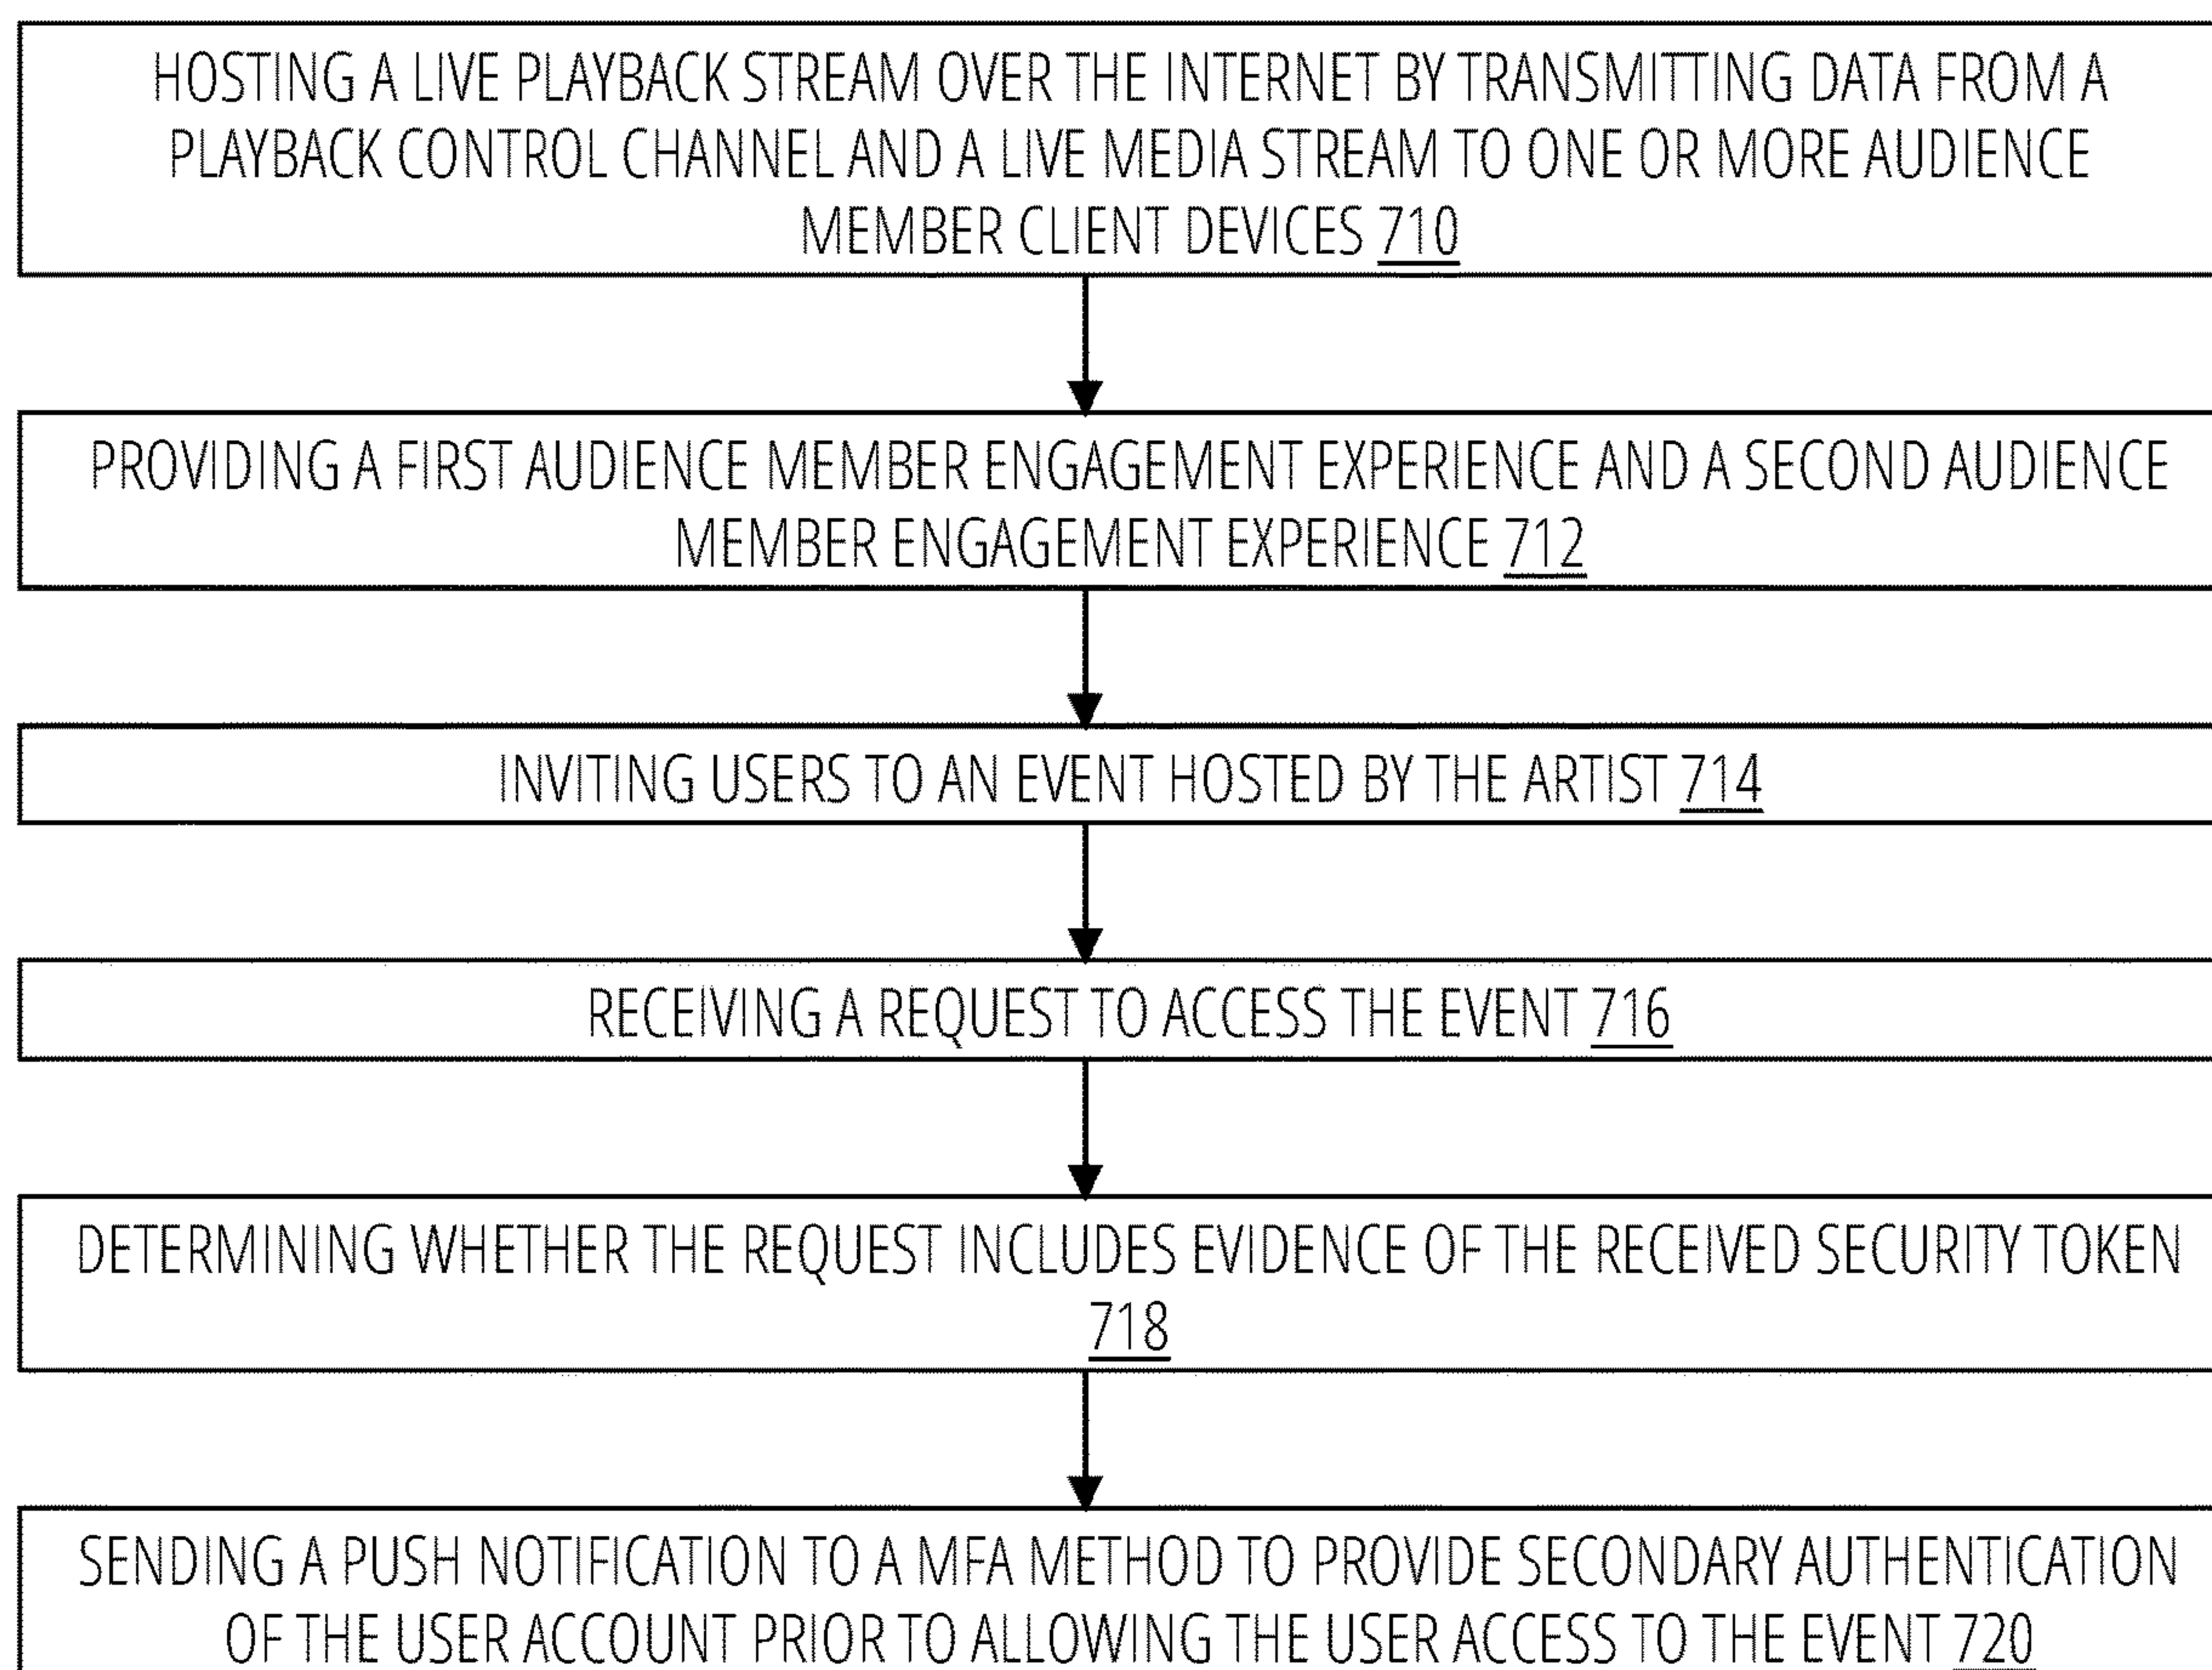 HOSTING A LIVE PLAYBACK STREAM OVER THE INTERNET BY TRANSMITTING DATA FROM A
PLAYBACK CONTROL CHANNEL AND A LIVE MEDIA STREAM TO ONE OR MORE AUDIENCE
MEMBER CLIENT DEVICES 710
PROVIDING A FIRST AUDIENCE MEMBER ENGAGEMENT EXPERIENCE AND A SECOND AUDIENCE
MEMBER ENGAGEMENT EXPERIENCE 712
INVITING USERS TO AN EVENT HOSTED BY THE ARTIST 714
RECEIVING A REQUEST TO ACCESS THE EVENT 716
DETERMINING WHETHER THE REQUEST INCLUDES EVIDENCE OF THE RECEIVED SECURITY TOKEN
718
SENDING A PUSH NOTIFICATION TO A MFA METHOD TO PROVIDE SECONDARY AUTHENTICATION
OF THE USER ACCOUNT PRIOR TO ALLOWING THE USER ACCESS TO THE EVENT 720